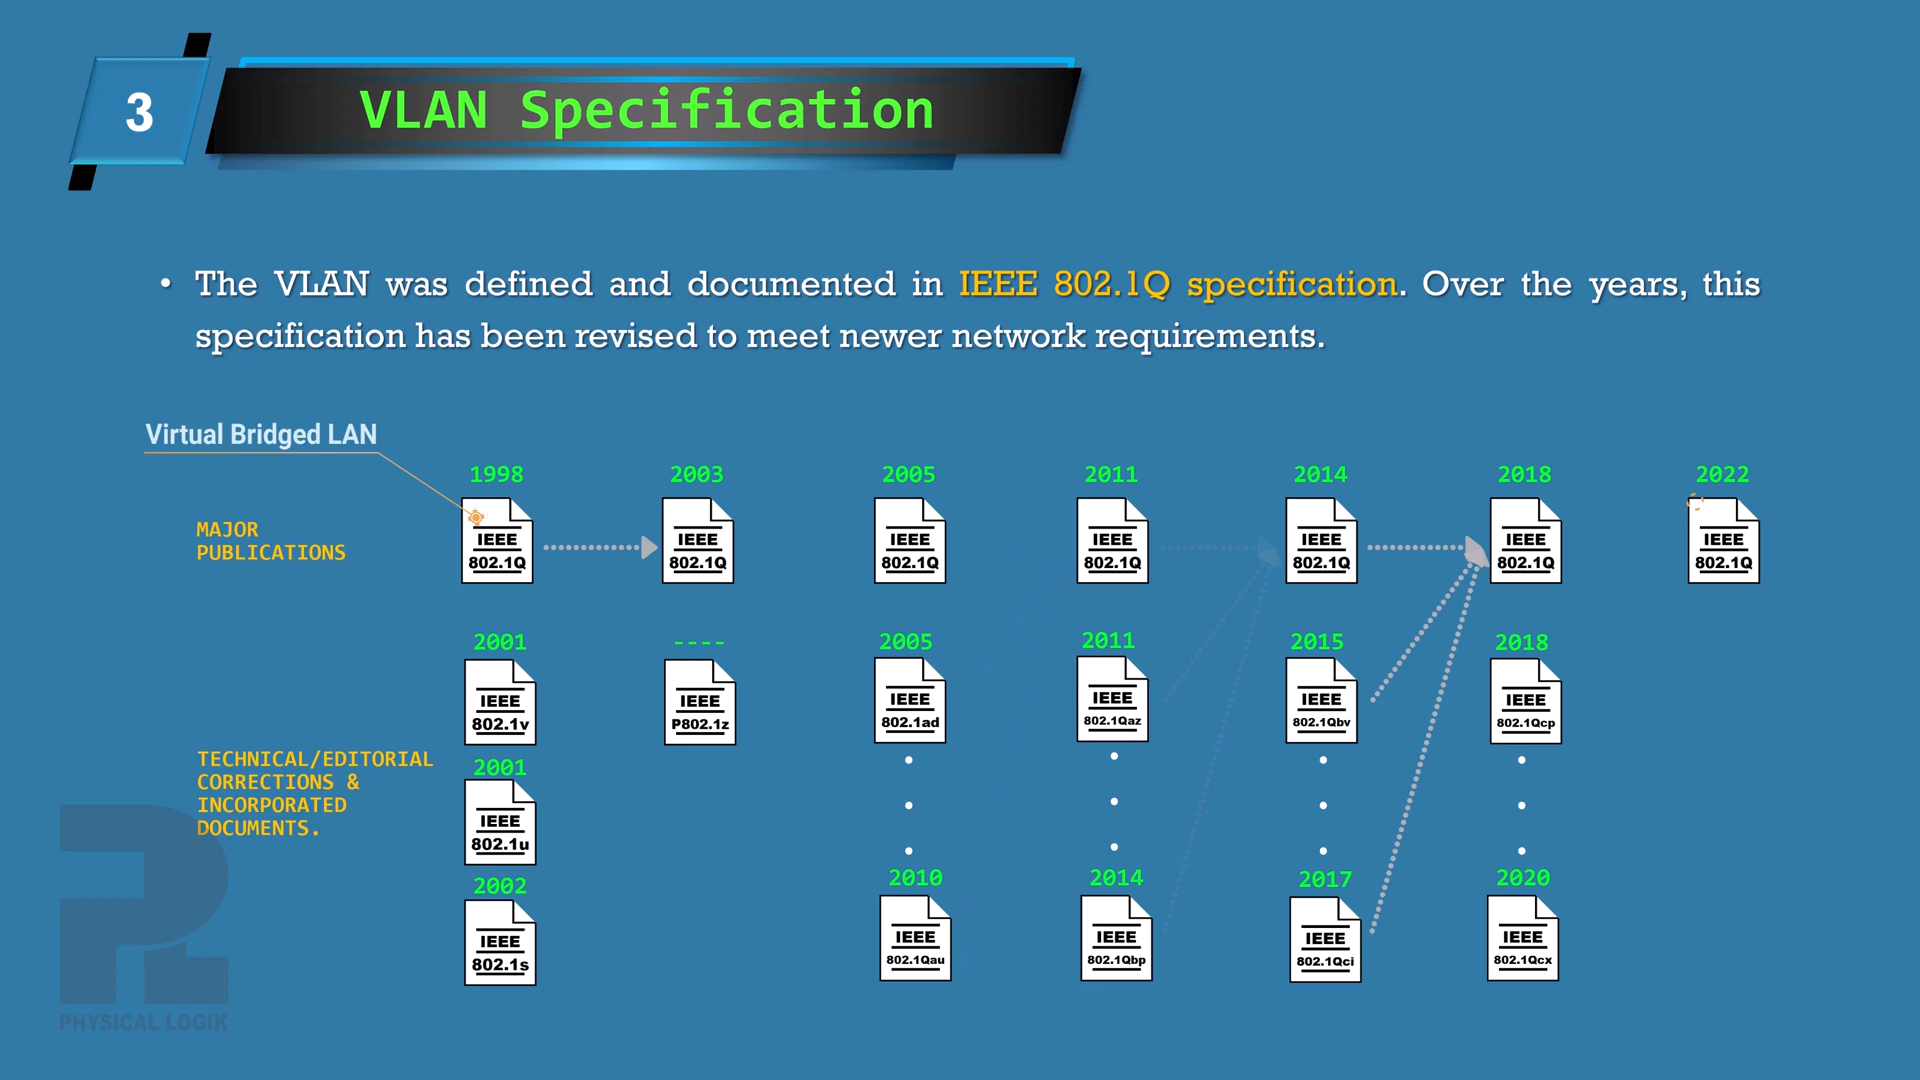 3
VLAN Specification
• The VLAN was defined and documented in IEEE 802.1Q specification. Over the years, this
specification has been revised to meet newer network requirements.
Virtual Bridged LAN
MAJOR
PUBLICATIONS
1998
IEEE
802.1Q
2003
IEEE
802.1Q
2005
IEEE
802.1Q
2011
IEEE
802.1Q
2014
IEEE
802.1Q
2018
IEEE
802.1Q
2022
IEEE
802.1Q
TECHNICAL/EDITORIAL
CORRECTIONS &
INCORPORATED
DOCUMENTS.
2001
IEEE
802.1v
----
IEEE
P802.1z
2005
IEEE
802.1ad
2011
IEEE
802.1Qaz
2015
IEEE
802.1Qbv
2018
IEEE
802.1Qcp
2001
IEEE
802.1u
2002
IEEE
802.1s
2010
IEEE
802.1Qau
2014
IEEE
802.1Qbp
2017
IEEE
802.1Qci
2020
IEEE
802.1Qcx
PHYSICAL LOGIK